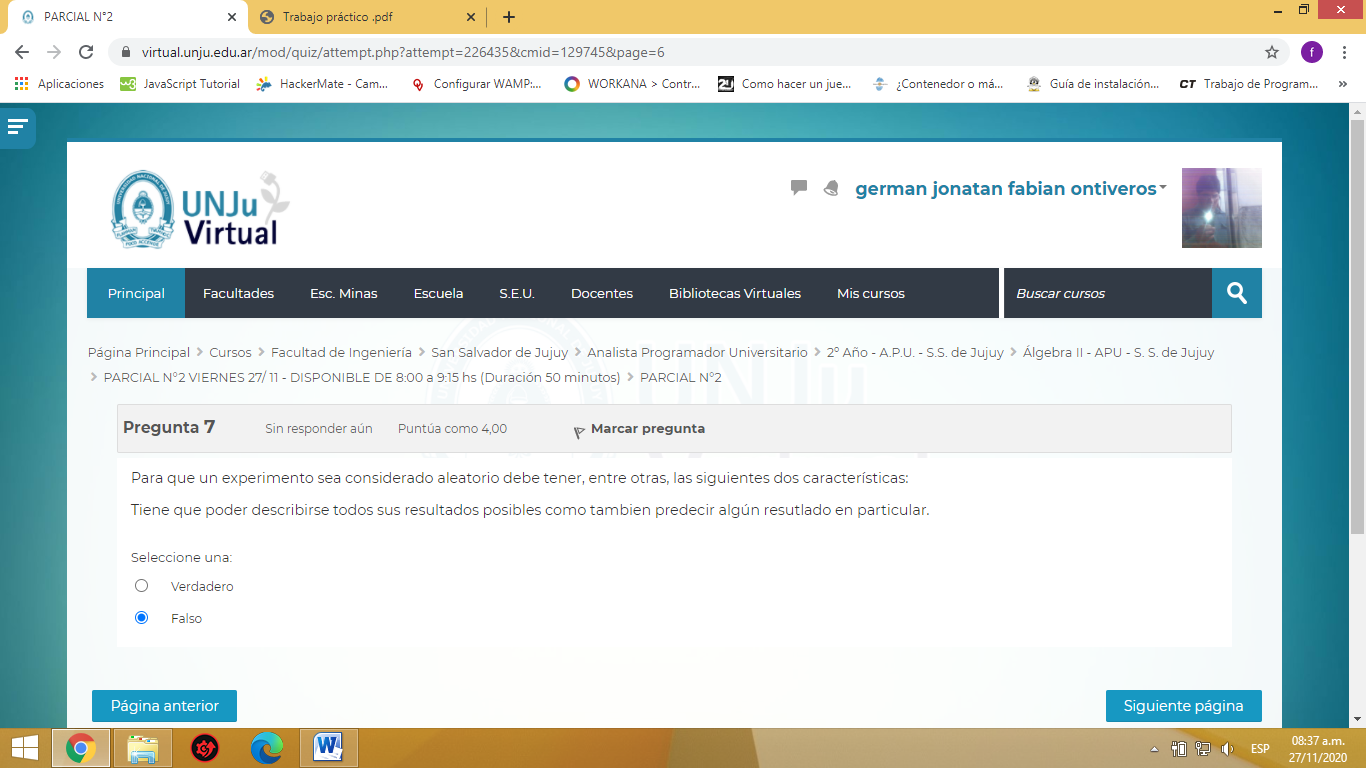 PARCIAL N°2
Trabajo práctico .pdf
virtual.unju.edu.ar/mod/quiz/attempt.php?attempt=226435&cmid=129745&page=6
f
Aplicaciones JavaScript Tutorial HackerMate - Cam... Configurar WAMP:... WORKANA > Contr... Como hacer un jue... ¿Contenedor o má... Guía de instalación... CT Trabajo de Program... »
UNJu
Virtual
german jonatan fabian ontiveros
Principal Facultades Esc. Minas Escuela S.E.U. Docentes Bibliotecas Virtuales Mis cursos Buscar cursos
Página Principal > Cursos > Facultad de Ingeniería > San Salvador de Jujuy > Analista Programador Universitario > 2º Año - A.P.U. - S.S. de Jujuy > Álgebra II - APU - S. S. de Jujuy
> PARCIAL N°2 VIERNES 27/ 11 - DISPONIBLE DE 8:00 a 9:15 hs (Duración 50 minutos) > PARCIAL N°2
Pregunta 7 Sin responder aún Puntúa como 4,00 Marcar pregunta
Para que un experimento sea considerado aleatorio debe tener, entre otras, las siguientes dos características:
Tiene que poder describirse todos sus resultados posibles como tambien predecir algún resutlado en particular.
Seleccione una:
Verdadero
Falso
Página anterior Siguiente página
ESP
08:37 a.m.
27/11/2020